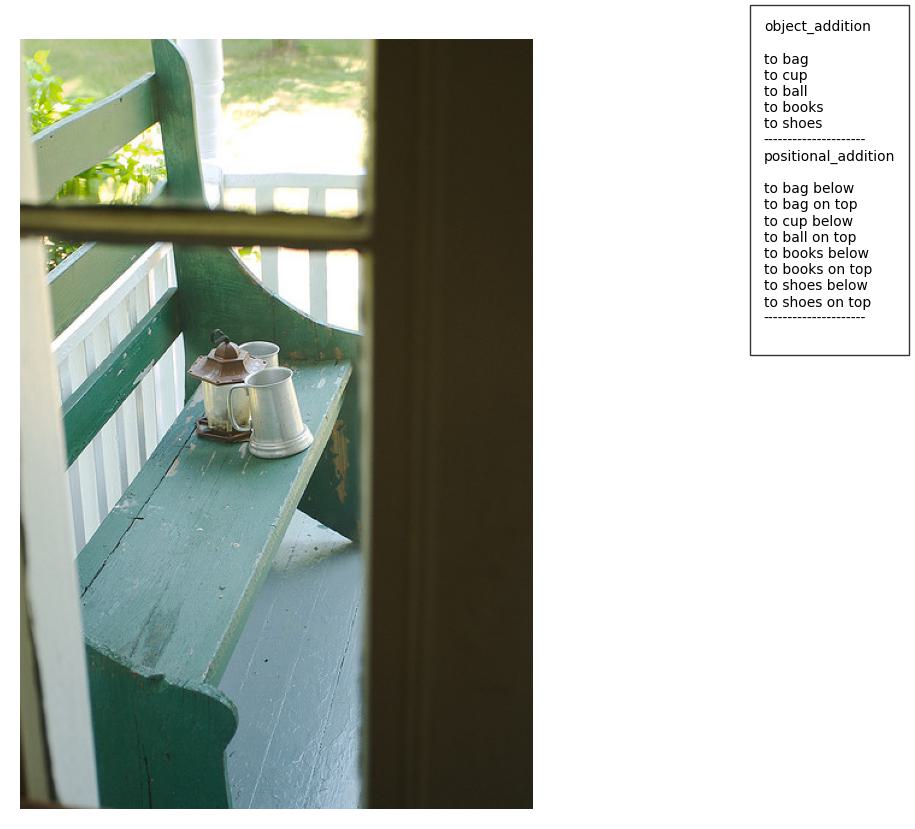 object_addition
to bag
to cup
to ball
to books
to shoes
----------------------
positional_addition
to bag below
to bag on top
to cup below
to ball on top
to books below
to books on top
to shoes below
to shoes on top
----------------------